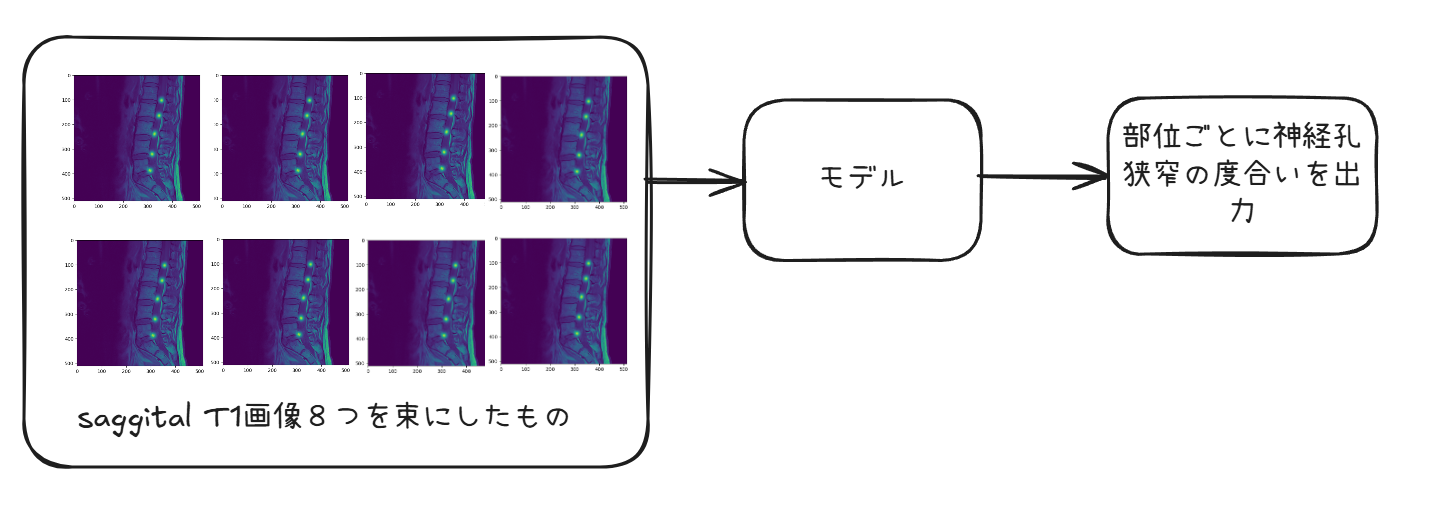 saggital T1画像8つを束にしたもの
モデル
部位ごとに神経孔
狭窄の度合いを出
力